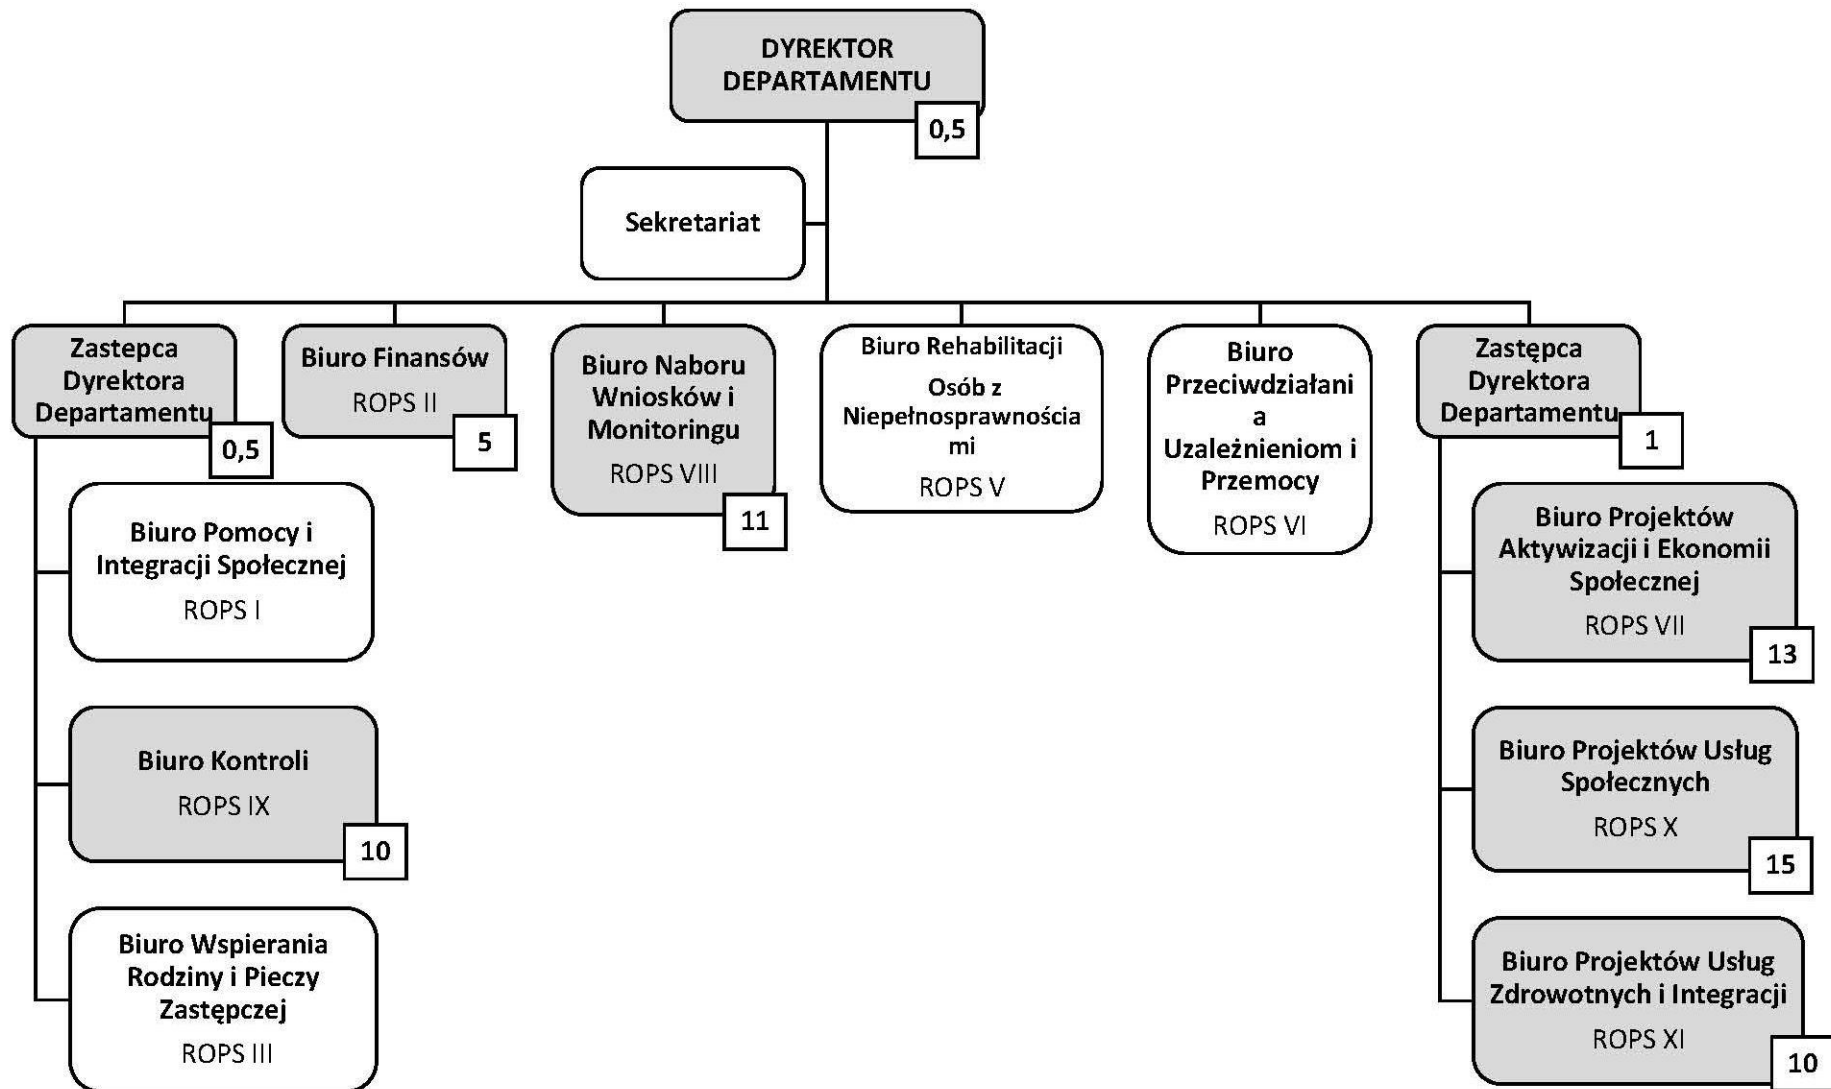 DYREKTOR
DEPARTAMENTU
0,5
Sekretariat
Zastepca
Dyrektora
Departamentu
0,5
Biuro Finansów
ROPS II
5
Biuro Naboru
Wniosków i
Monitoringu
ROPS VIII
11
Biuro Rehabilitacji
Osób z
Niepełnosprawnościa
mi
ROPS V
Biuro
Przeciwdziałani
a
Uzależnieniom i
Przemocy
ROPS VI
Zastępca
Dyrektora
Departamentu
1
Biuro Pomocy i
Integracji Społecznej
ROPS I
Biuro Kontroli
ROPS IX
10
Biuro Wspierania
Rodziny i Pieczy
Zastępczej
ROPS III
Biuro Projektów
Aktywizacji i Ekonomii
Społecznej
ROPS VII
13
Biuro Projektów Usług
Społecznych
ROPS X
15
Biuro Projektów Usług
Zdrowotnych i Integracji
ROPS XI
10